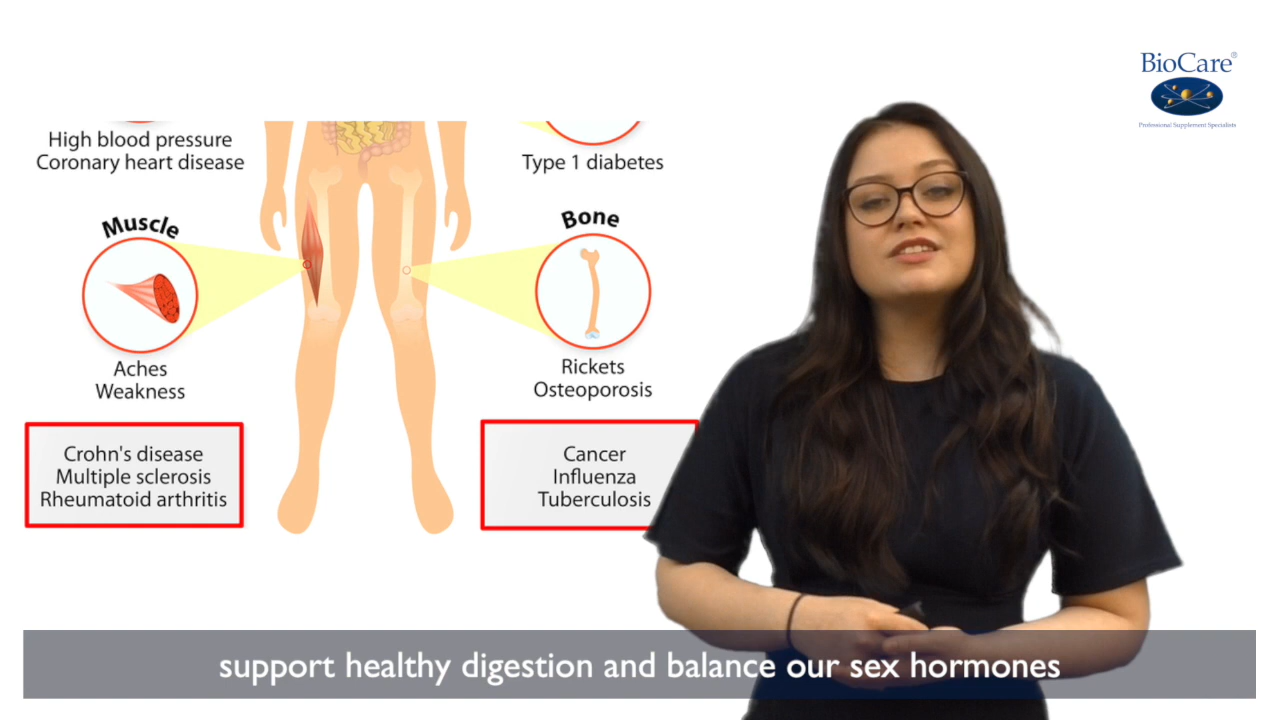 BioCare®
Professional Supplement Specialists
High blood pressure
Coronary heart disease
Type 1 diabetes
Muscle
Bone
Aches
Weakness
Rickets
Osteoporosis
Crohn's disease
Multiple sclerosis
Rheumatoid arthritis
Cancer
Influenza
Tuberculosis
support healthy digestion and balance our sex hormones